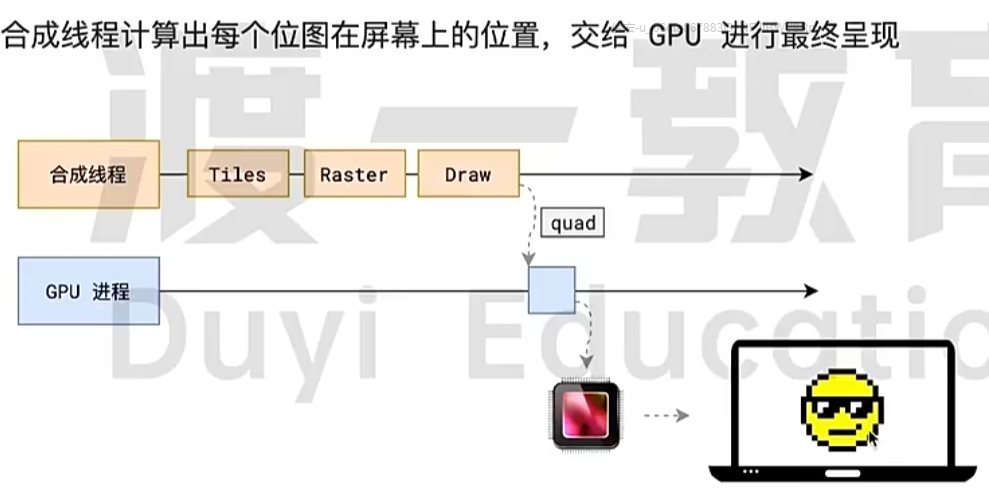 合成线程计算出每个位图在屏幕上的位置，交给 GPU 进行最终呈现
合成线程
Tiles
Raster
Draw
quad
GPU 进程
渡一教育
Duyi Educatio